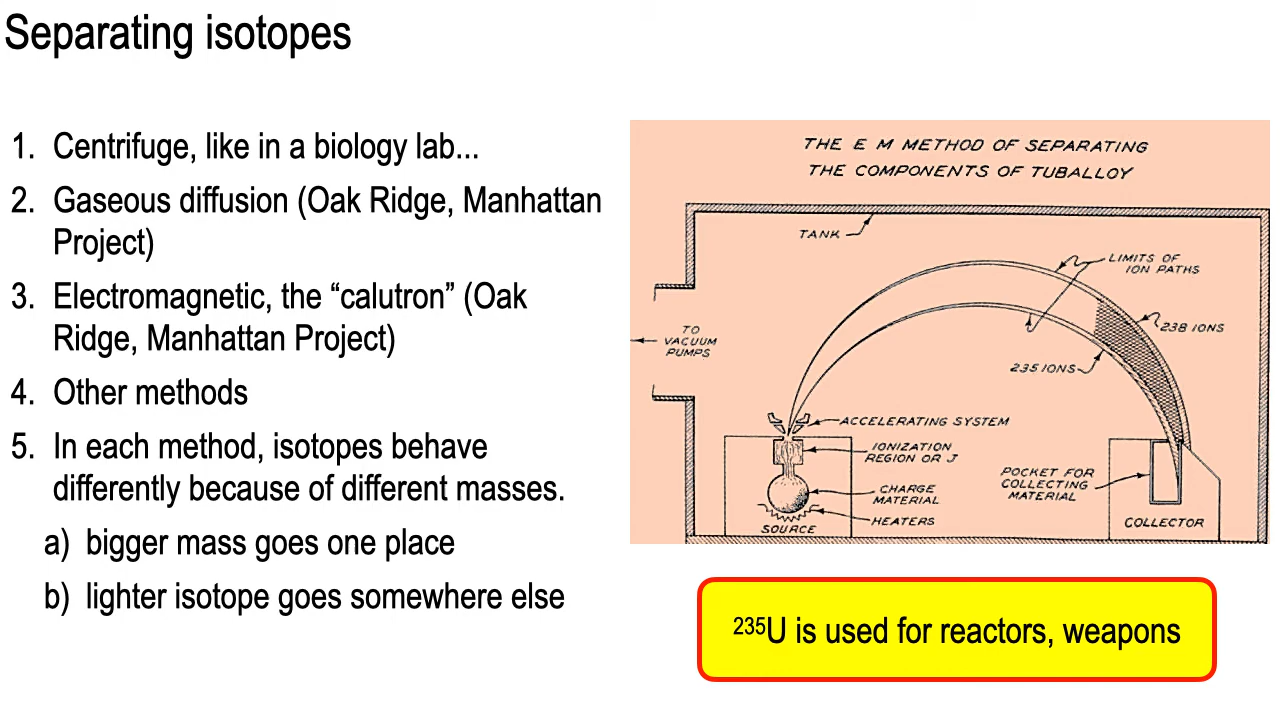 Separating isotopes
1. Centrifuge, like in a biology lab...
2. Gaseous diffusion (Oak Ridge, Manhattan
Project)
3. Electromagnetic, the “calutron” (Oak
Ridge, Manhattan Project)
4. Other methods
5. In each method, isotopes behave
differently because of different masses.
a) bigger mass goes one place
b) lighter isotope goes somewhere else
THE E M METHOD OF SEPARATING
THE COMPONENTS OF TUBALLOY
TANK
LIMITS OF
ION PATHS
238 IONS
TO
VACUUM
PUMPS
235 IONS
ACCELERATING SYSTEM
IONIZATION
REGION OR J
POCKET FOR
COLLECTING
MATERIAL
CHARGE
MATERIAL
HEATERS
SOURCE
COLLECTOR
²³⁵U is used for reactors, weapons